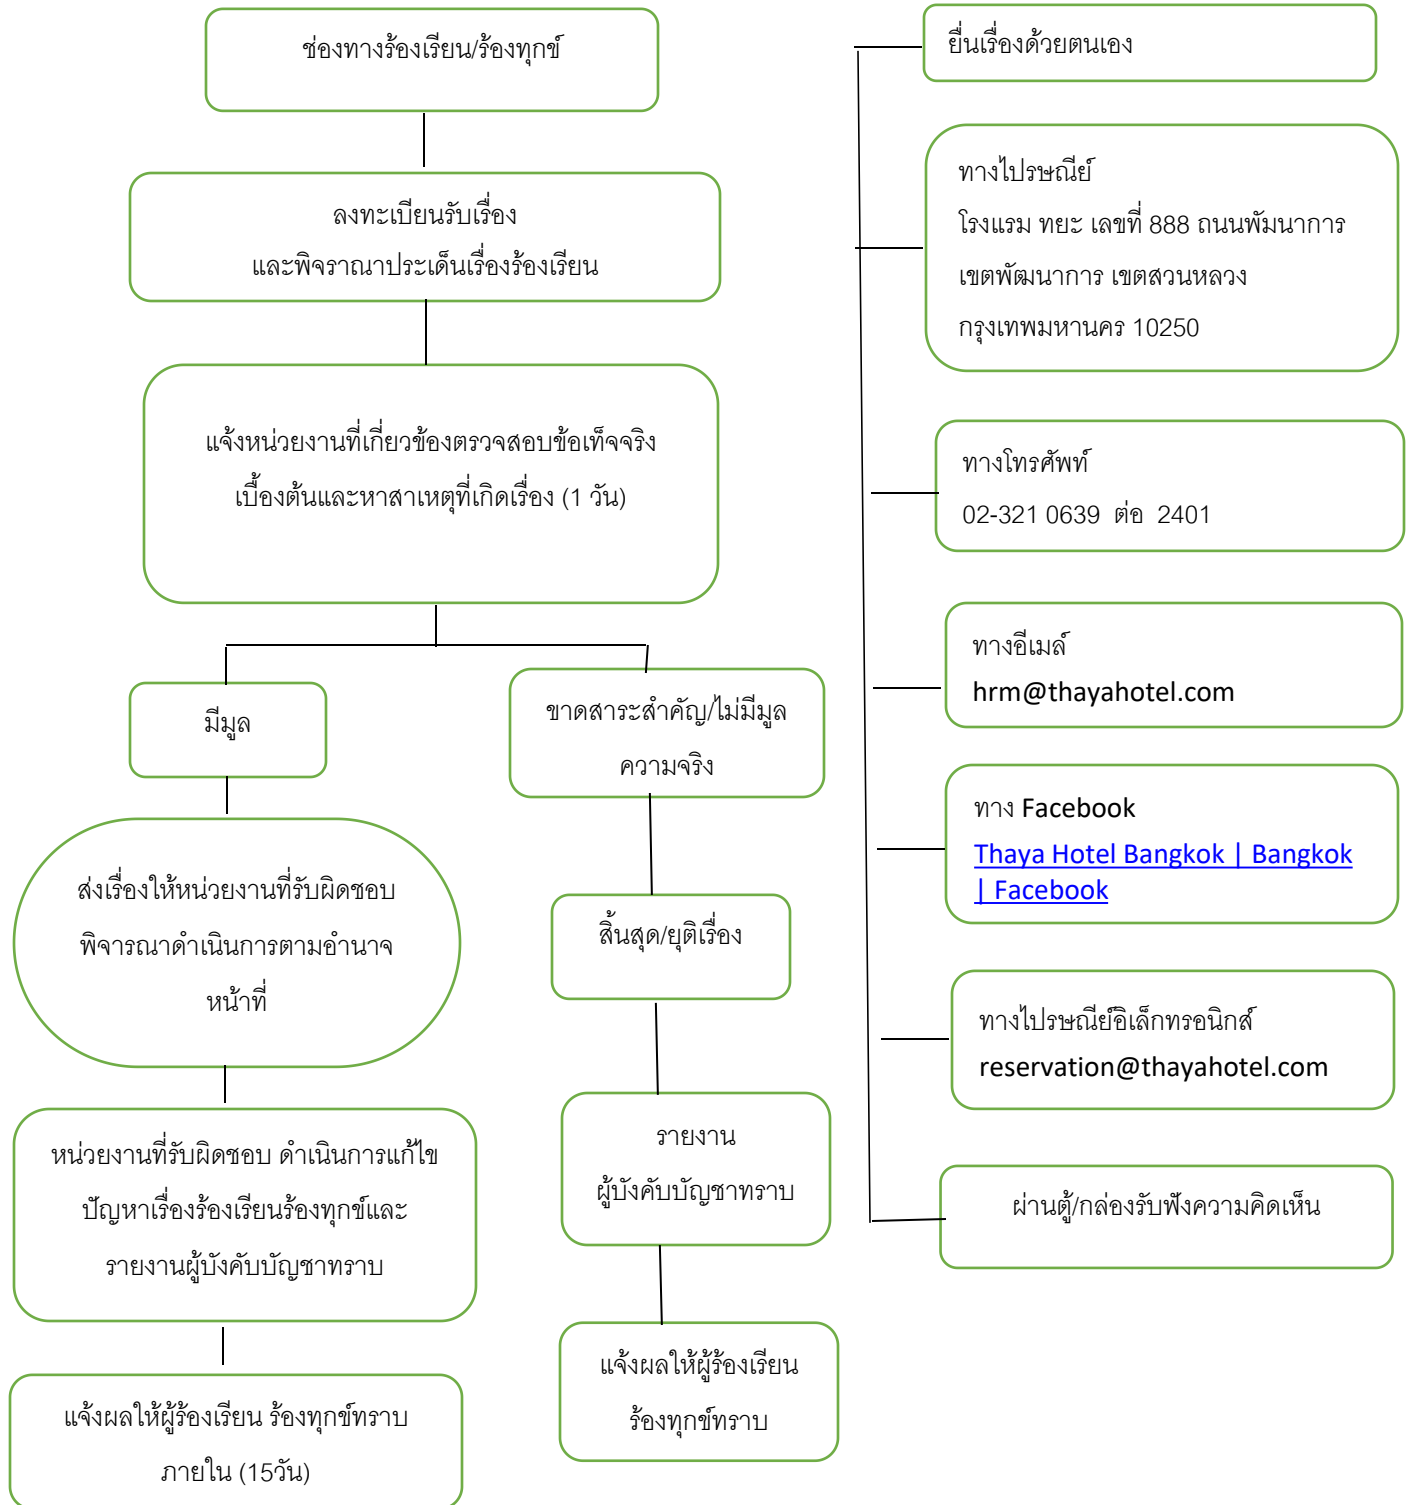 ช่องทางร้องเรียน/ร้องทุกข์
ลงทะเบียนรับเรื่อง
และพิจราณาประเด็นเรื่องร้องเรียน
แจ้งหน่วยงานที่เกี่ยวข้องตรวจสอบข้อเท็จจริง
เบื้องต้นและหาสาเหตุที่เกิดเรื่อง (1 วัน)
มีมูล
ส่งเรื่องให้หน่วยงานที่รับผิดชอบ
พิจารณาดำเนินการตามอำนาจ
หน้าที่
หน่วยงานที่รับผิดชอบ ดำเนินการแก้ไข
ปัญหาเรื่องร้องเรียนร้องทุกข์และ
รายงานผู้บังคับบัญชาทราบ
แจ้งผลให้ผู้ร้องเรียน ร้องทุกข์ทราบ
ภายใน (15วัน)
ขาดสาระสำคัญ/ไม่มีมูล
ความจริง
สิ้นสุด/ยุติเรื่อง
รายงาน
ผู้บังคับบัญชาทราบ
แจ้งผลให้ผู้ร้องเรียน
ร้องทุกข์ทราบ
ยื่นเรื่องด้วยตนเอง
ทางไปรษณีย์
โรงแรม ทยะ เลขที่ 888 ถนนพัมนาการ
เขตพัฒนาการ เขตสวนหลวง
กรุงเทพมหานคร 10250
ทางโทรศัพท์
02-321 0639 ต่อ 2401
ทางอีเมล์
hrm@thayahotel.com
ทาง Facebook
Thaya Hotel Bangkok | Bangkok
| Facebook
ทางไปรษณีย์อิเล็กทรอนิกส์
reservation@thayahotel.com
ผ่านตู้/กล่องรับฟังความคิดเห็น